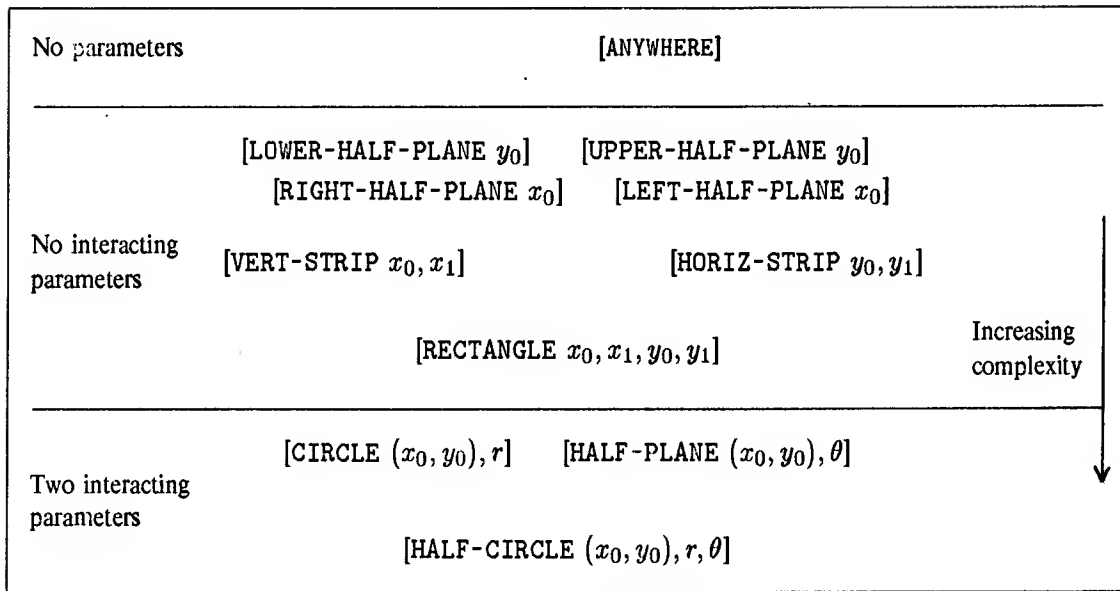 No parameters [ANYWHERE]
[LOWER-HALF-PLANE y₀] [UPPER-HALF-PLANE y₀]
[RIGHT-HALF-PLANE x₀] [LEFT-HALF-PLANE x₀]
No interacting
parameters
[VERT-STRIP x₀, x₁] [HORIZ-STRIP y₀, y₁]
[RECTANGLE x₀, x₁, y₀, y₁]
Increasing
complexity
[CIRCLE (x₀, y₀), r] [HALF-PLANE (x₀, y₀), θ]
Two interacting
parameters
[HALF-CIRCLE (x₀, y₀), r, θ]